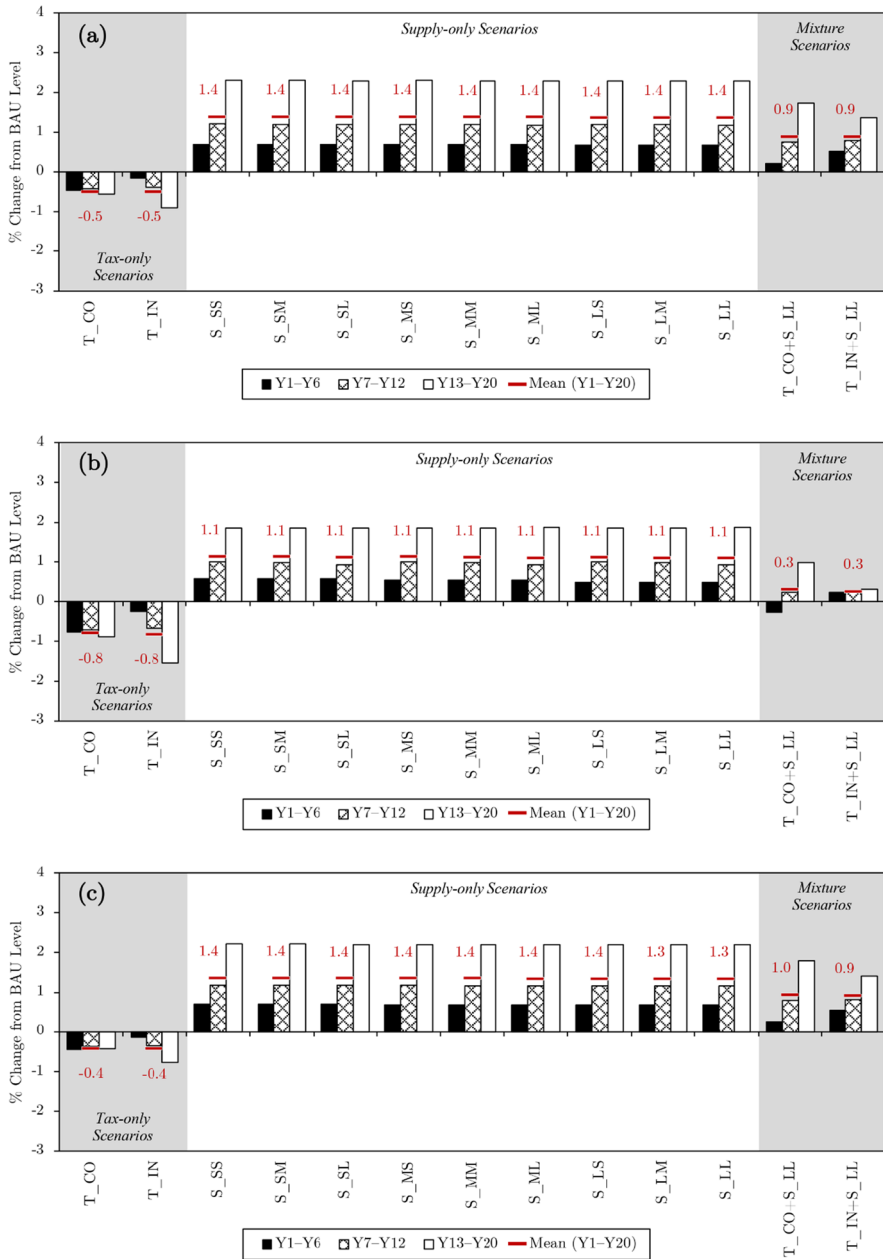 (a)
Supply-only Scenarios
Mixture
Scenarios
% Change from BAU Level
4
3
2
1
0
-1
-2
-3
1.4 1.4 1.4 1.4 1.4 1.4 1.4 1.4 1.4
0.9 0.9
-0.5 -0.5
Tax-only
Scenarios
T_CO T_IN S_SS S_SM S_SL S_MS S_MM S_ML S_LS S_LM S_LL T_CO+S_LL T_IN+S_LL
Y1–Y6 Y7–Y12 Y13–Y20 Mean (Y1–Y20)
(b)
Supply-only Scenarios
Mixture
Scenarios
% Change from BAU Level
4
3
2
1
0
-1
-2
-3
1.1 1.1 1.1 1.1 1.1 1.1 1.1 1.1 1.1
0.3 0.3
-0.8 -0.8
Tax-only
Scenarios
T_CO T_IN S_SS S_SM S_SL S_MS S_MM S_ML S_LS S_LM S_LL T_CO+S_LL T_IN+S_LL
Y1–Y6 Y7–Y12 Y13–Y20 Mean (Y1–Y20)
(c)
Supply-only Scenarios
Mixture
Scenarios
% Change from BAU Level
4
3
2
1
0
-1
-2
-3
1.4 1.4 1.4 1.4 1.4 1.4 1.4 1.3 1.3
1.0 0.9
-0.4 -0.4
Tax-only
Scenarios
T_CO T_IN S_SS S_SM S_SL S_MS S_MM S_ML S_LS S_LM S_LL T_CO+S_LL T_IN+S_LL
Y1–Y6 Y7–Y12 Y13–Y20 Mean (Y1–Y20)